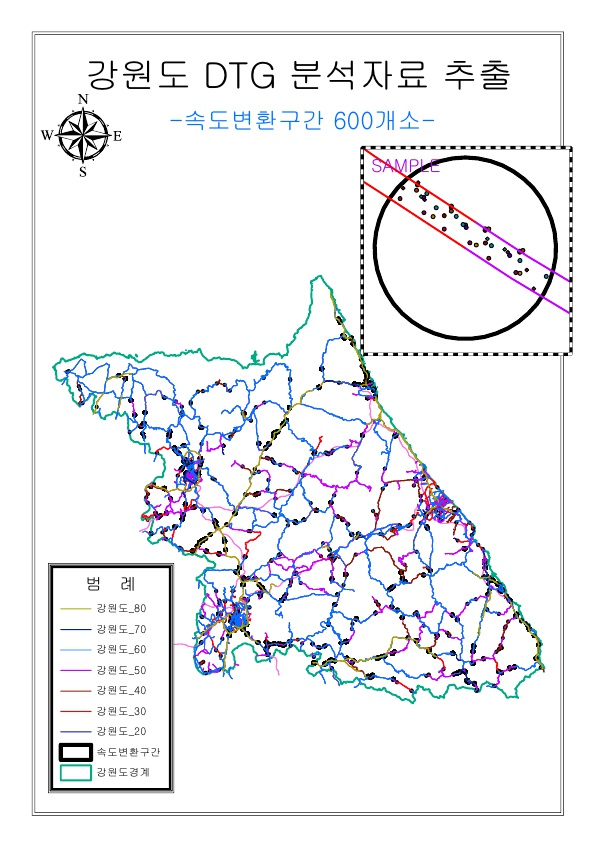 강원도 DTG 분석자료 추출
-속도변환구간 600개소-
N
W
E
S
SAMPLE
범 례
강원도_80
강원도_70
강원도_60
강원도_50
강원도_40
강원도_30
강원도_20
속도변환구간
강원도경계